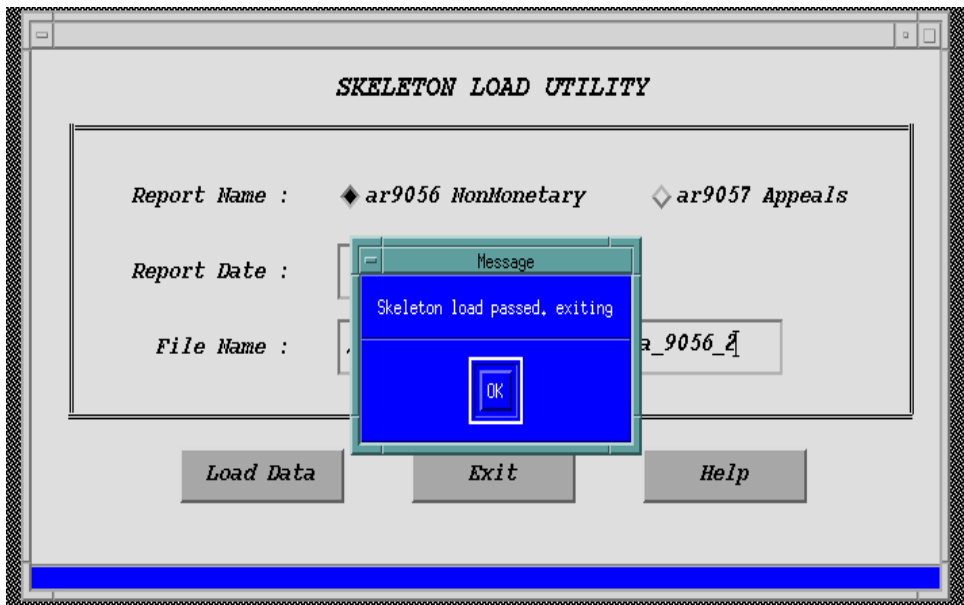 SKELETON LOAD UTILITY
Report Name : ar9056 NonMonetary ar9057 Appeals
Report Date :
Message
Skeleton load passed. exiting
File Name : a_9056_2
OK
Load Data Exit Help